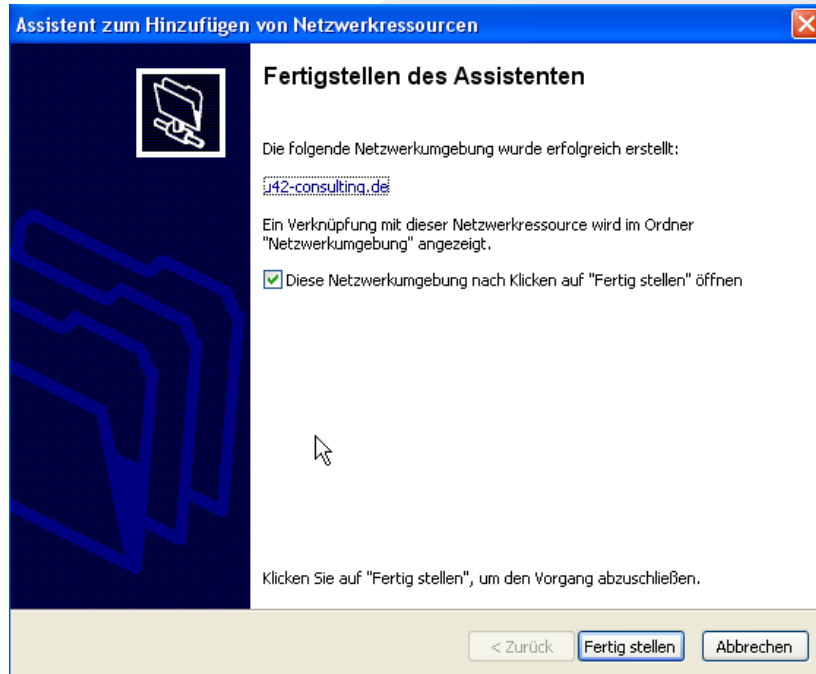 Assistent zum Hinzufügen von Netzwerkressourcen
Fertigstellen des Assistenten
Die folgende Netzwerkumgebung wurde erfolgreich erstellt:
u42-consulting.de
Ein Verknüpfung mit dieser Netzwerkressource wird im Ordner
"Netzwerkumgebung" angezeigt.
Diese Netzwerkumgebung nach Klicken auf "Fertig stellen" öffnen
Klicken Sie auf "Fertig stellen", um den Vorgang abzuschließen.
< Zurück
Fertig stellen
Abbrechen